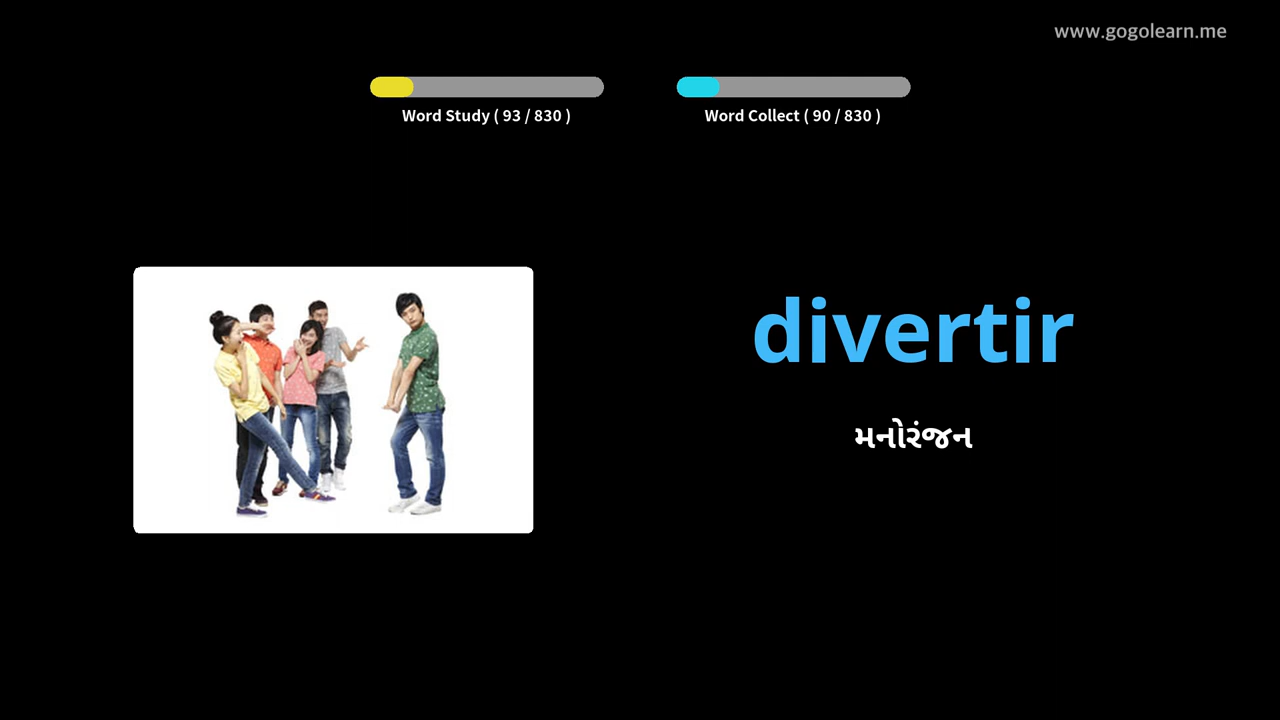 www.gogolearn.me
Word Study ( 93 / 830 )
Word Collect ( 90 / 830 )
divertir
મનોરંજન